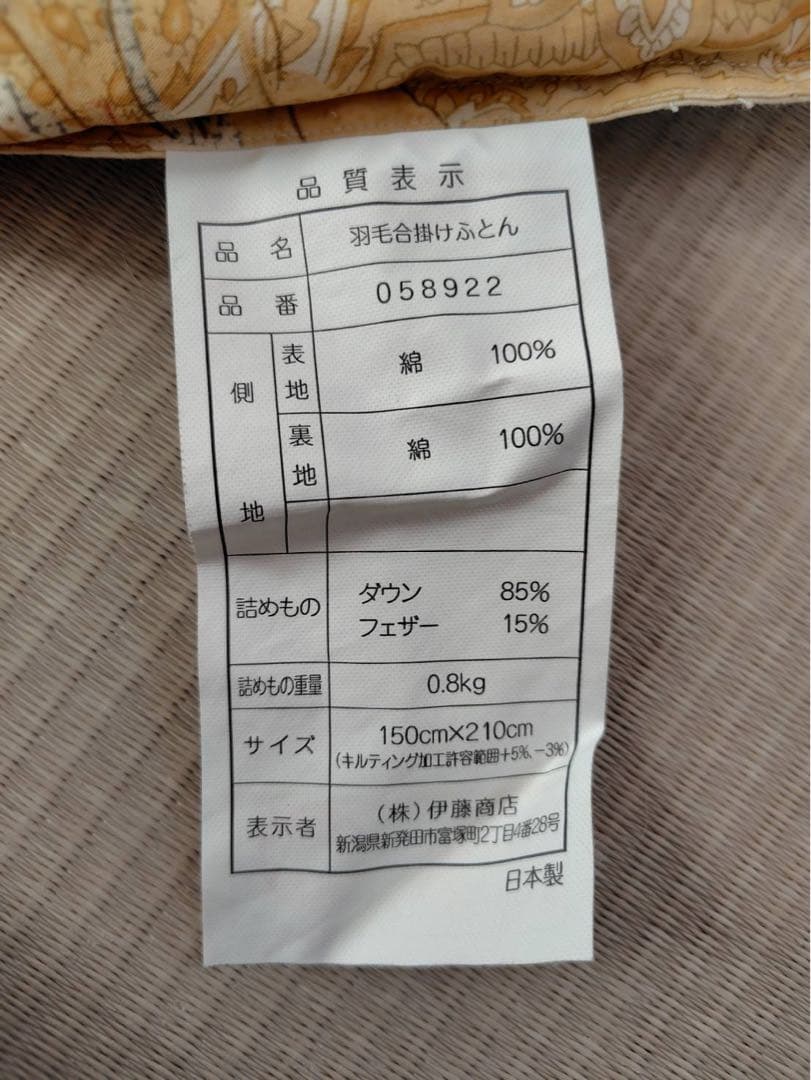 品質表示
品名 羽毛合掛けふとん
品番 058922
側地 表地 綿 100%
裏地 綿 100%
詰めもの ダウン 85%
フェザー 15%
詰めもの重量 0.8kg
サイズ 150cm×210cm
(キルティング加工許容範囲+5%、-3%)
表示者 (株)伊藤商店
新潟県新発田市富塚町2丁目4番28号
日本製